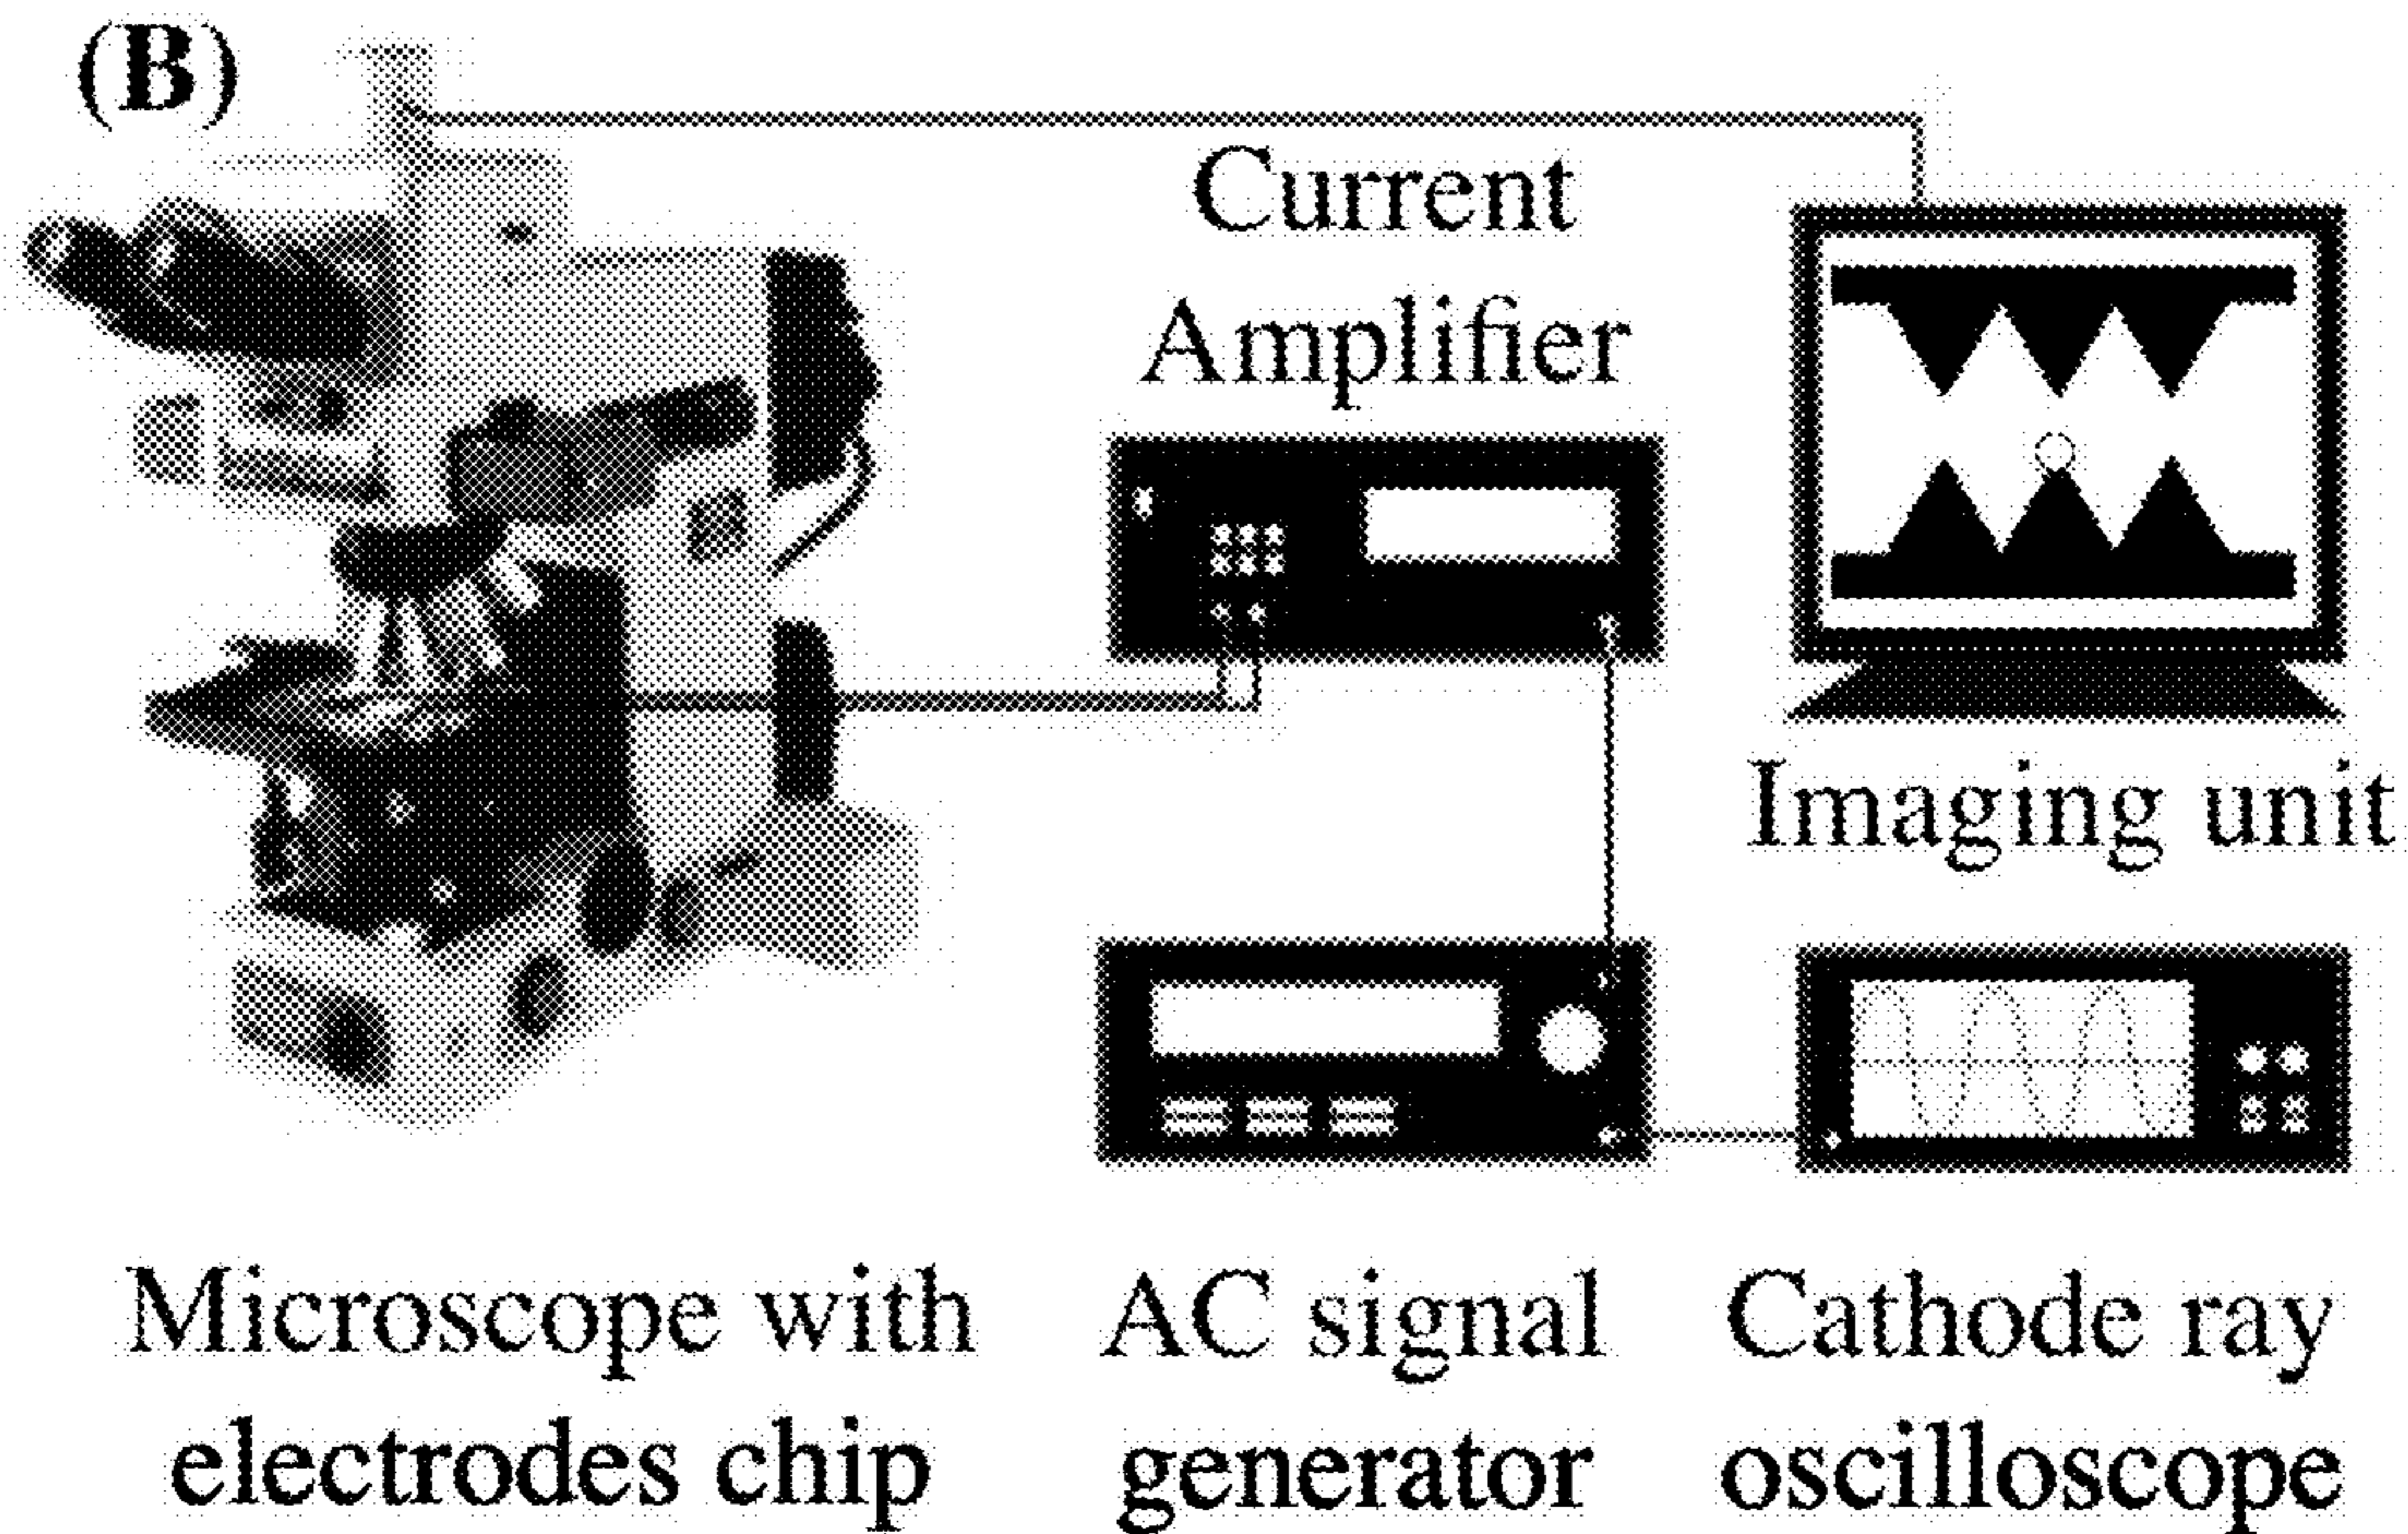 (B)
Current
Amplifier
Imaging unit
Microscope with
electrodes chip
AC signal
generator
Cathode ray
oscilloscope